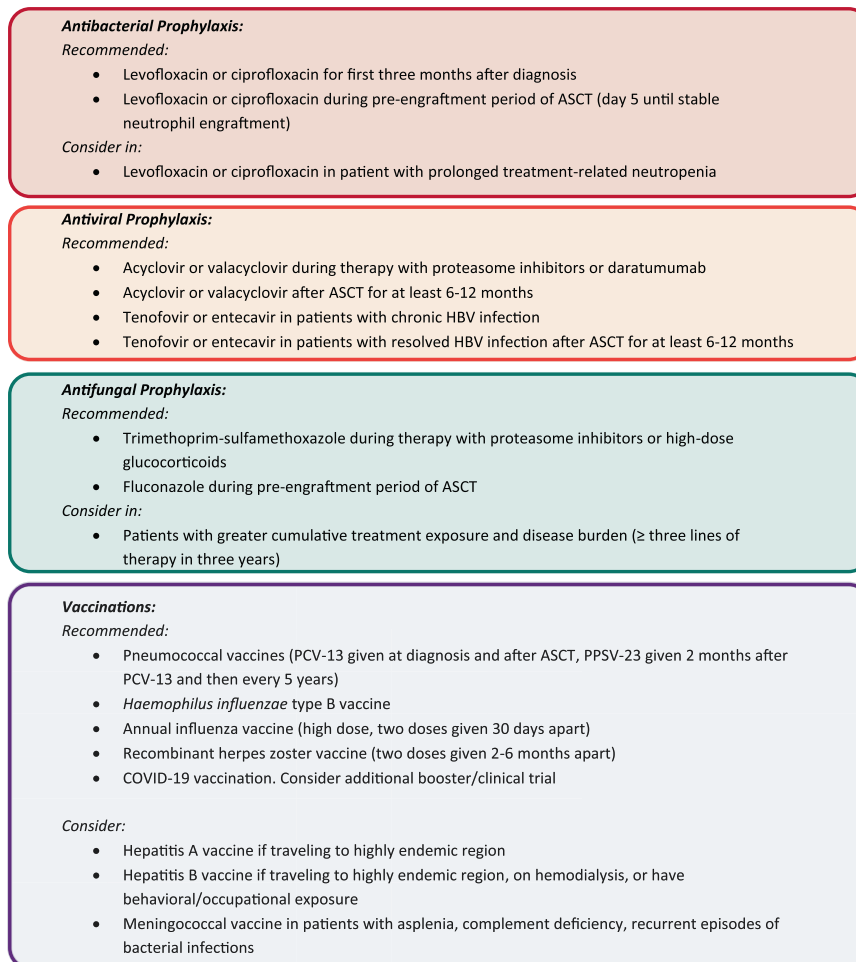 Antibacterial Prophylaxis:
Recommended:
• Levofloxacin or ciprofloxacin for first three months after diagnosis
• Levofloxacin or ciprofloxacin during pre-engraftment period of ASCT (day 5 until stable
neutrophil engraftment)
Consider in:
• Levofloxacin or ciprofloxacin in patient with prolonged treatment-related neutropenia
Antiviral Prophylaxis:
Recommended:
• Acyclovir or valacyclovir during therapy with proteasome inhibitors or daratumumab
• Acyclovir or valacyclovir after ASCT for at least 6-12 months
• Tenofovir or entecavir in patients with chronic HBV infection
• Tenofovir or entecavir in patients with resolved HBV infection after ASCT for at least 6-12 months
Antifungal Prophylaxis:
Recommended:
• Trimethoprim-sulfamethoxazole during therapy with proteasome inhibitors or high-dose
glucocorticoids
• Fluconazole during pre-engraftment period of ASCT
Consider in:
• Patients with greater cumulative treatment exposure and disease burden (≥ three lines of
therapy in three years)
Vaccinations:
Recommended:
• Pneumococcal vaccines (PCV-13 given at diagnosis and after ASCT, PPSV-23 given 2 months after
PCV-13 and then every 5 years)
• Haemophilus influenzae type B vaccine
• Annual influenza vaccine (high dose, two doses given 30 days apart)
• Recombinant herpes zoster vaccine (two doses given 2-6 months apart)
• COVID-19 vaccination. Consider additional booster/clinical trial
Consider:
• Hepatitis A vaccine if traveling to highly endemic region
• Hepatitis B vaccine if traveling to highly endemic region, on hemodialysis, or have
behavioral/occupational exposure
• Meningococcal vaccine in patients with asplenia, complement deficiency, recurrent episodes of
bacterial infections